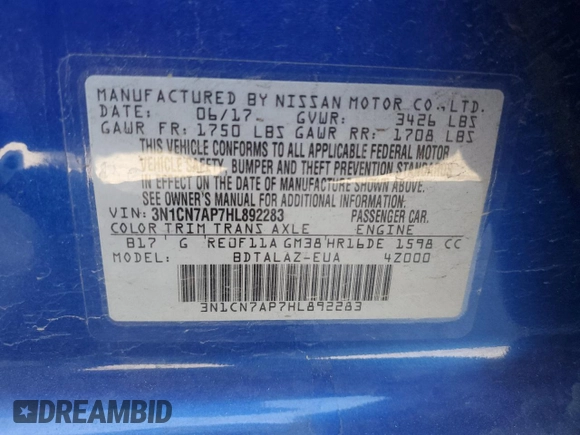 MANUFACTURED BY NISSAN MOTOR CO.,LTD.
DATE: 06/17 GVWR: 3426 LBS
GAWR FR: 1750 LBS GAWR RR: 1708 LBS
THIS VEHICLE CONFORMS TO ALL APPLICABLE FEDERAL MOTOR
VEHICLE SAFETY, BUMPER AND THEFT PREVENTION STANDARDS
IN EFFECT ON THE DATE OF MANUFACTURE SHOWN ABOVE.
SEE OWNER'S MANUAL FOR ADDITIONAL INFORMATION.
VIN: 3N1CN7AP7HL892283 PASSENGER CAR.
COLOR TRIM TRANS AXLE ENGINE
B17 G RE0F11A GM38 HR16DE 1598 CC
MODEL: BDTALAZ-EUA 4Z000
3N1CN7AP7HL892283
DREAMBID